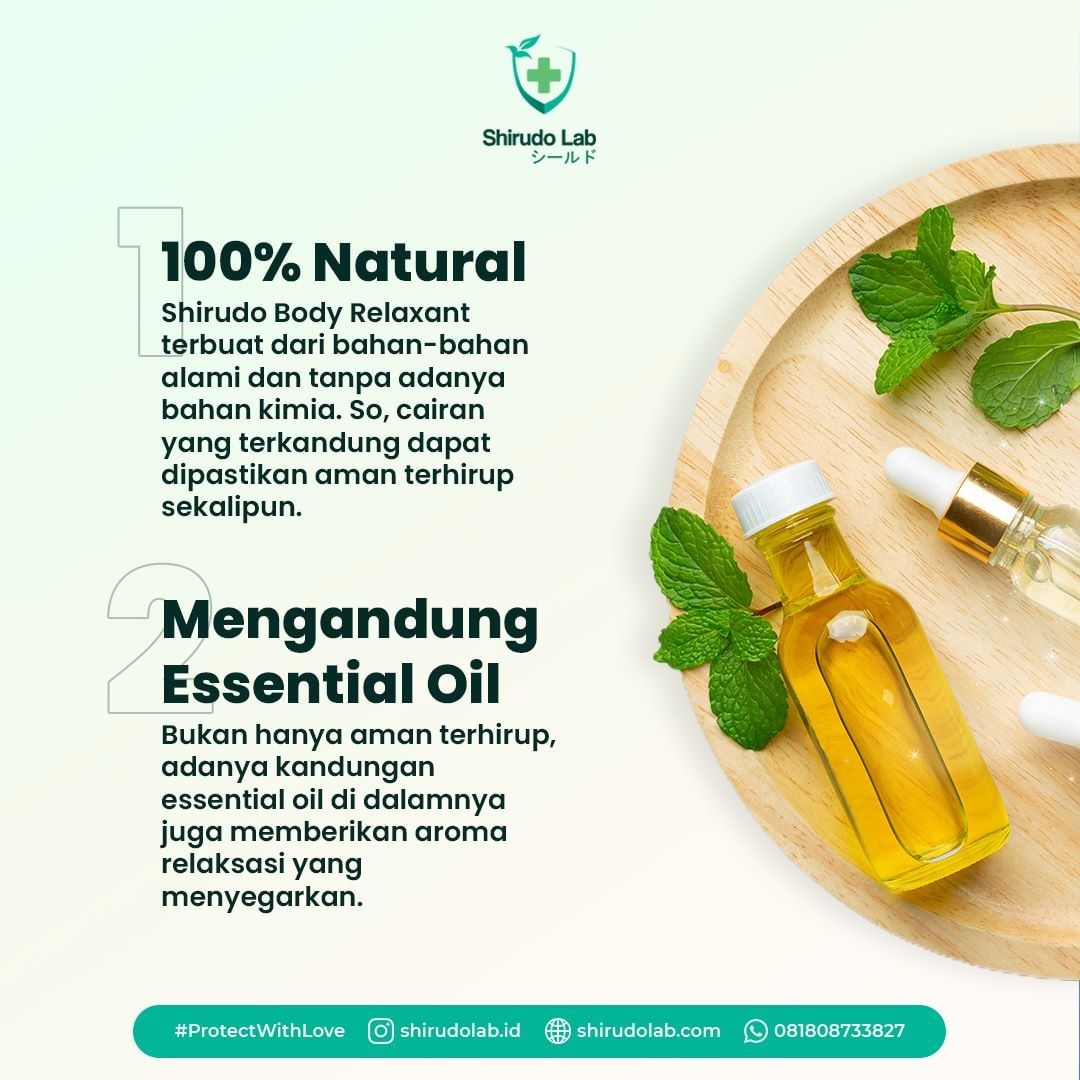 Shirudo Lab
シールド
1
100% Natural
Shirudo Body Relaxant
terbuat dari bahan-bahan
alami dan tanpa adanya
bahan kimia. So, cairan
yang terkandung dapat
dipastikan aman terhirup
sekalipun.
2
Mengandung
Essential Oil
Bukan hanya aman terhirup,
adanya kandungan
essential oil di dalamnya
juga memberikan aroma
relaksasi yang
menyegarkan.
#ProtectWithLove shirudolab.id shirudolab.com 081808733827